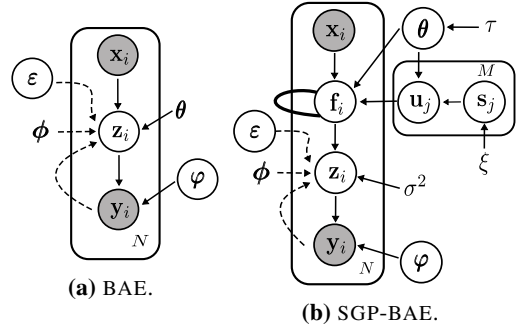 x_i
ε
ϕ
z_i
θ
φ
y_i
N
(a) BAE.
x_i
θ
τ
M
f_i
u_j
s_j
ε
ξ
ϕ
z_i
σ²
y_i
φ
N
(b) SGP-BAE.